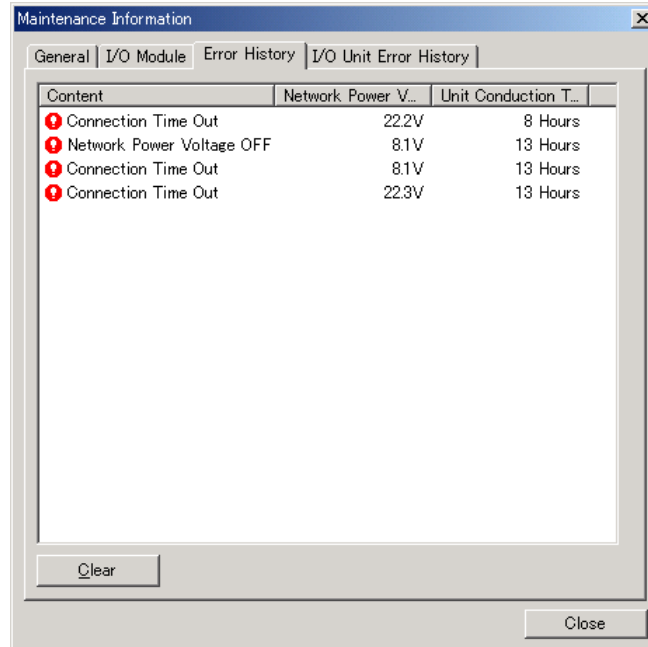 Maintenance Information
General I/O Module Error History I/O Unit Error History
Content Network Power V... Unit Conduction T...
Connection Time Out 22.2V 8 Hours
Network Power Voltage OFF 8.1V 13 Hours
Connection Time Out 8.1V 13 Hours
Connection Time Out 22.3V 13 Hours
Clear
Close